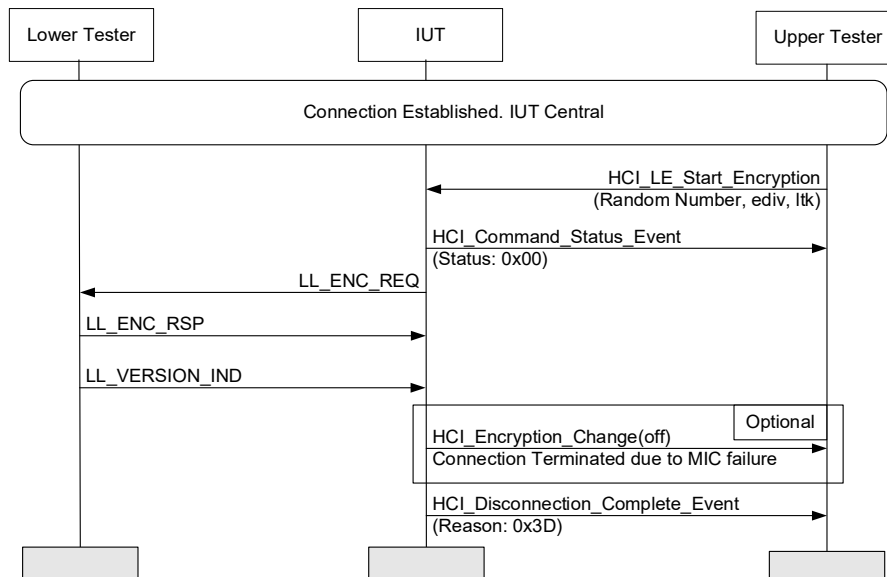 Lower Tester
IUT
Upper Tester
Connection Established. IUT Central
HCI_LE_Start_Encryption
(Random Number, ediv, ltk)
HCI_Command_Status_Event
(Status: 0x00)
LL_ENC_REQ
LL_ENC_RSP
LL_VERSION_IND
Optional
HCI_Encryption_Change(off)
Connection Terminated due to MIC failure
HCI_Disconnection_Complete_Event
(Reason: 0x3D)